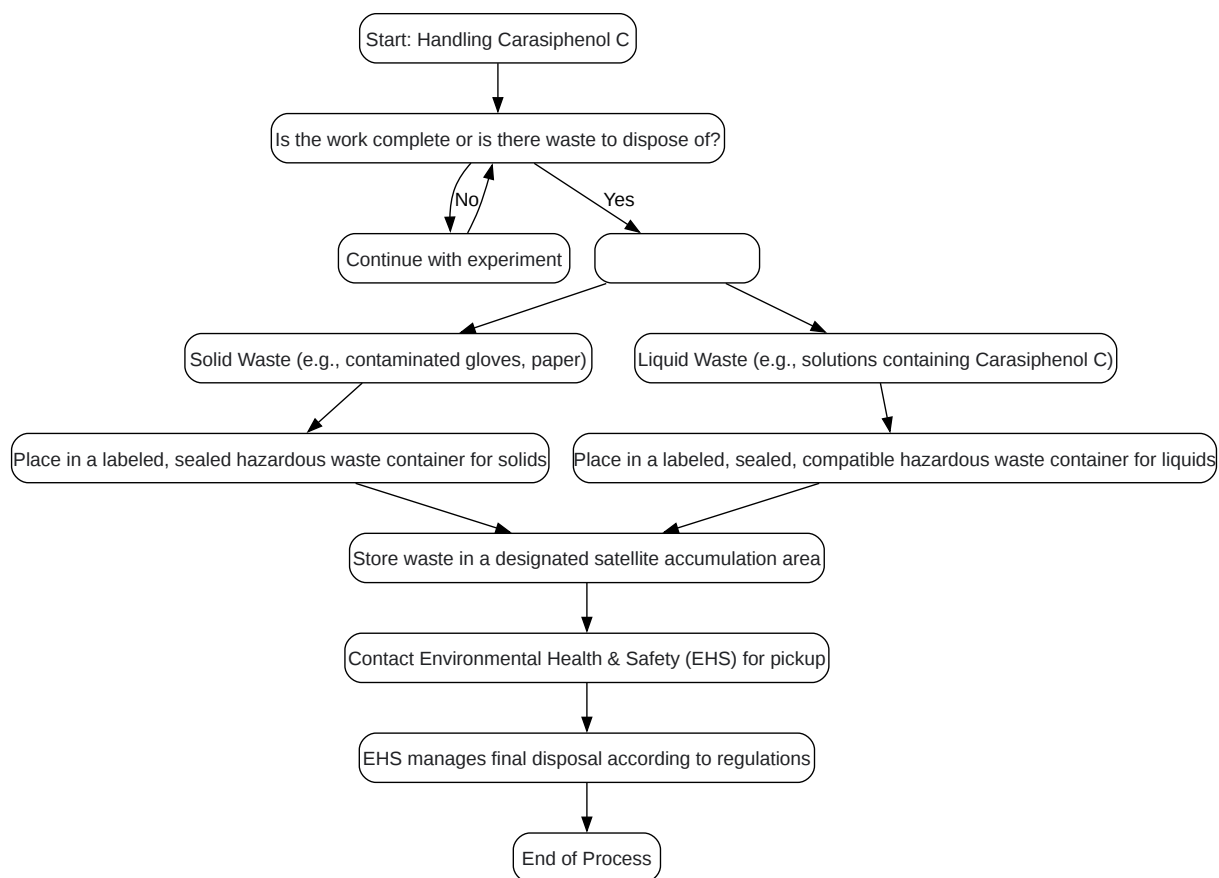 Start: Handling Carasiphenol C
Is the work complete or is there waste to dispose of?
No
Yes
Continue with experiment
Solid Waste (e.g., contaminated gloves, paper)
Liquid Waste (e.g., solutions containing Carasiphenol C)
Place in a labeled, sealed hazardous waste container for solids
Place in a labeled, sealed, compatible hazardous waste container for liquids
Store waste in a designated satellite accumulation area
Contact Environmental Health & Safety (EHS) for pickup
EHS manages final disposal according to regulations
End of Process